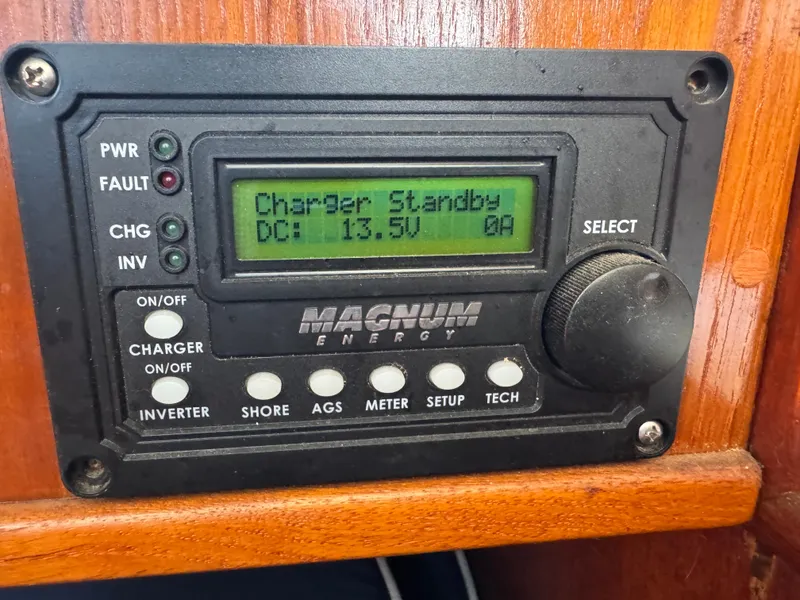 PWR
FAULT
CHG
INV
Charger Standby
DC: 13.5V 0A
SELECT
ON/OFF
CHARGER
ON/OFF
INVERTER
MAGNUM
ENERGY
SHORE
AGS
METER
SETUP
TECH